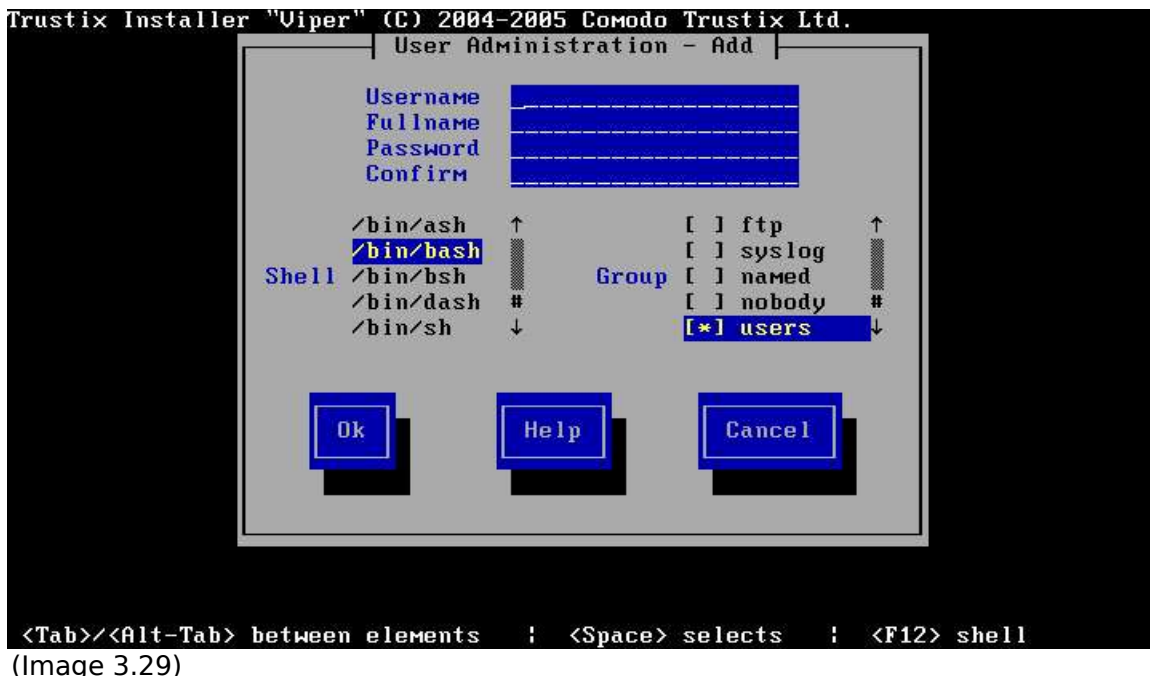 Trustix Installer "Viper" (C) 2004-2005 Comodo Trustix Ltd.
User Administration - Add
Username
Fullname
Password
Confirm
/bin/ash ↑ [ ] ftp ↑
/bin/bash [ ] syslog
Shell /bin/bsh Group [ ] named
/bin/dash # [ ] nobody #
/bin/sh ↓ [*] users ↓
Ok Help Cancel
<Tab>/<Alt-Tab> between elements ¦ <Space> selects ¦ <F12> shell
(Image 3.29)